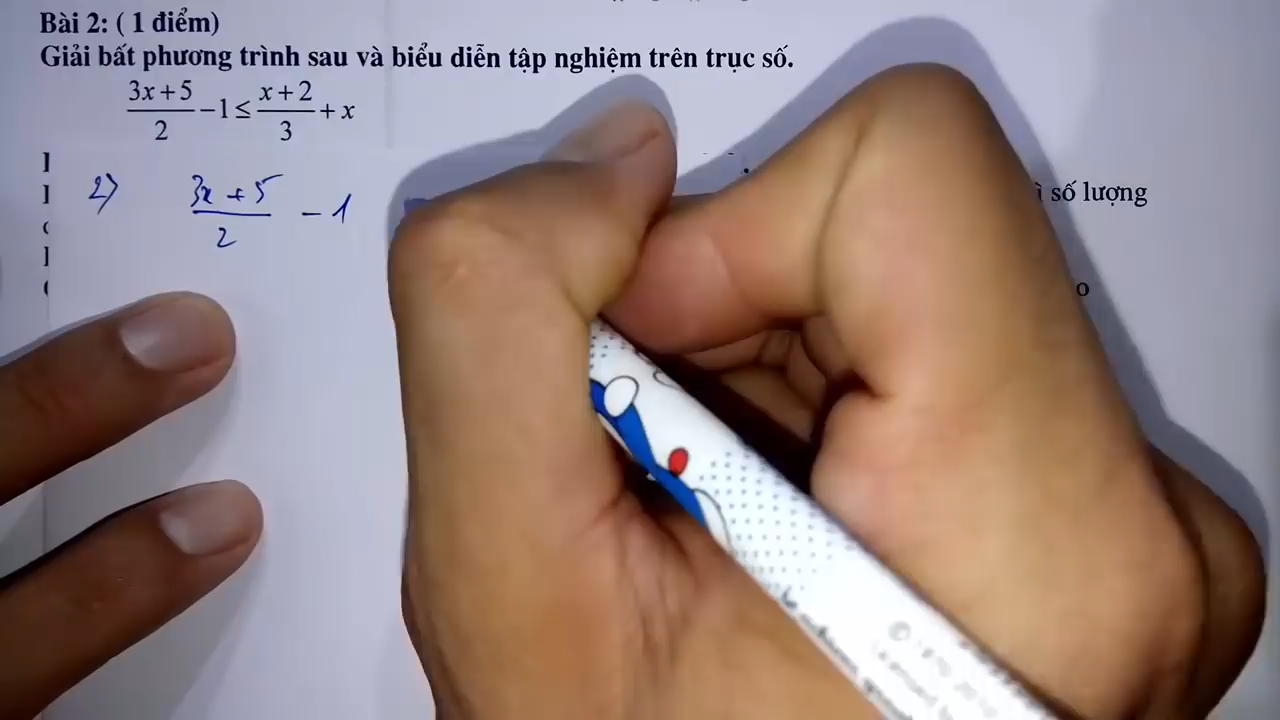 Bài 2: ( 1 điểm)
Giải bất phương trình sau và biểu diễn tập nghiệm trên trục số.
(3x+5)/2 −1 ≤ (x+2)/3 + x
2) (3x+5)/2 − 1
số lượng